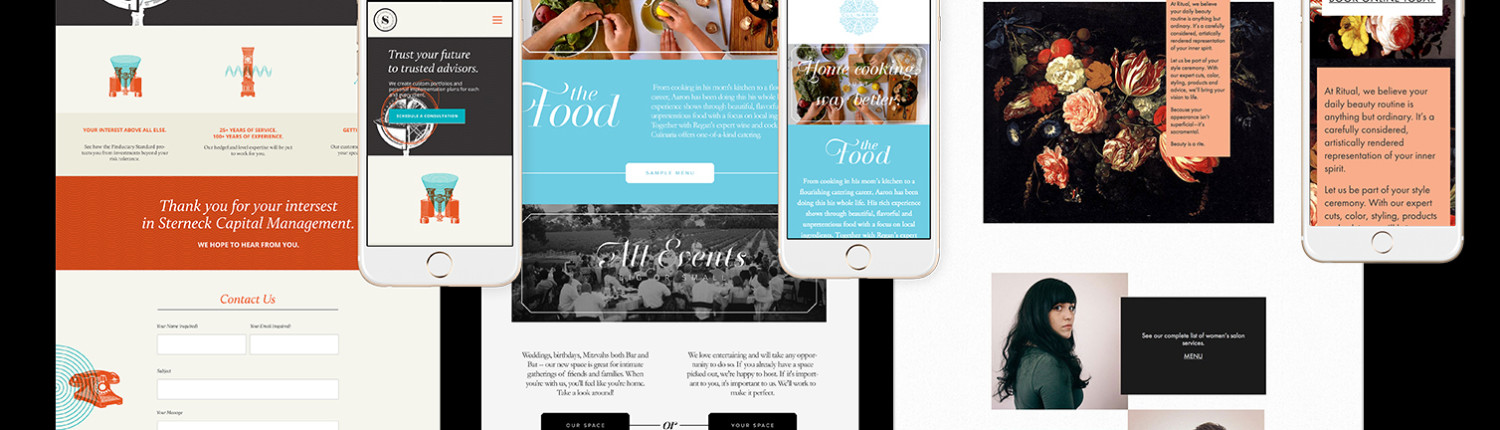 YOUR INTEREST ABOVE ALL ELSE.
See how the Fiduciary Standard pro-
tects you from investments beyond your
risk tolerance.
25+ YEARS OF SERVICE.
100+ YEARS OF EXPERIENCE.
Our hedged and level expertise will be put
to work for you.
Thank you for your intersest
in Sterneck Capital Management.
WE HOPE TO HEAR FROM YOU.
Contact Us
Your Name (required)
Your Email (required)
Subject
Your Message
S
Trust your future
to trusted advisors.
We create custom portfolios and
personal implementation plans for each
and every client.
SCHEDULE A CONSULTATION
the
Food
From cooking in his mom's kitchen to a
career, Aaron has been doing this his whole
experience shows through beautiful, flavorful
unpretentious food with a focus on local
Together with Rogue's expert wine and
Culinaria offers one-of-a-kind catering.
SAMPLE MENU
All Events
Weddings, birthdays, Mitzvahs both Bar and
Bat – our new space is great for intimate
gatherings of friends and families. When
you're with us, you'll feel like you're home.
Take a look around!
We love entertaining and will take any oppor-
tunity to do so. If you already have a space
picked out, we're happy to host. If it's import-
ant to you, it's important to us. We'll work to
make it perfect.
OUR SPACE
or
YOUR SPACE
Home cooking,
way better.
the
Food
From cooking in his mom's kitchen to a
flourishing catering career, Aaron has been
doing this his whole life. His rich experience
shows through beautiful, flavorful and
unpretentious food with a focus on local
ingredients. Together with Rogue's expert
At Ritual, we believe
your daily beauty
routine is anything but
ordinary. It's a carefully
considered, artistically
rendered representation
of your inner spirit.
Let us be part of your
style ceremony. With
our expert cuts, color,
styling, products and
advice, we'll bring your
vision to life.
Because your
appearance isn't
superficial—it's
sacramental.
Beauty is a rite.
See our complete list of women's salon
services.
MENU
BOOK ONLINE TODAY
At Ritual, we believe your
daily beauty routine is
anything but ordinary. It's a
carefully considered,
artistically rendered
representation of your inner
spirit.
Let us be part of your style
ceremony. With our expert
cuts, color, styling, products